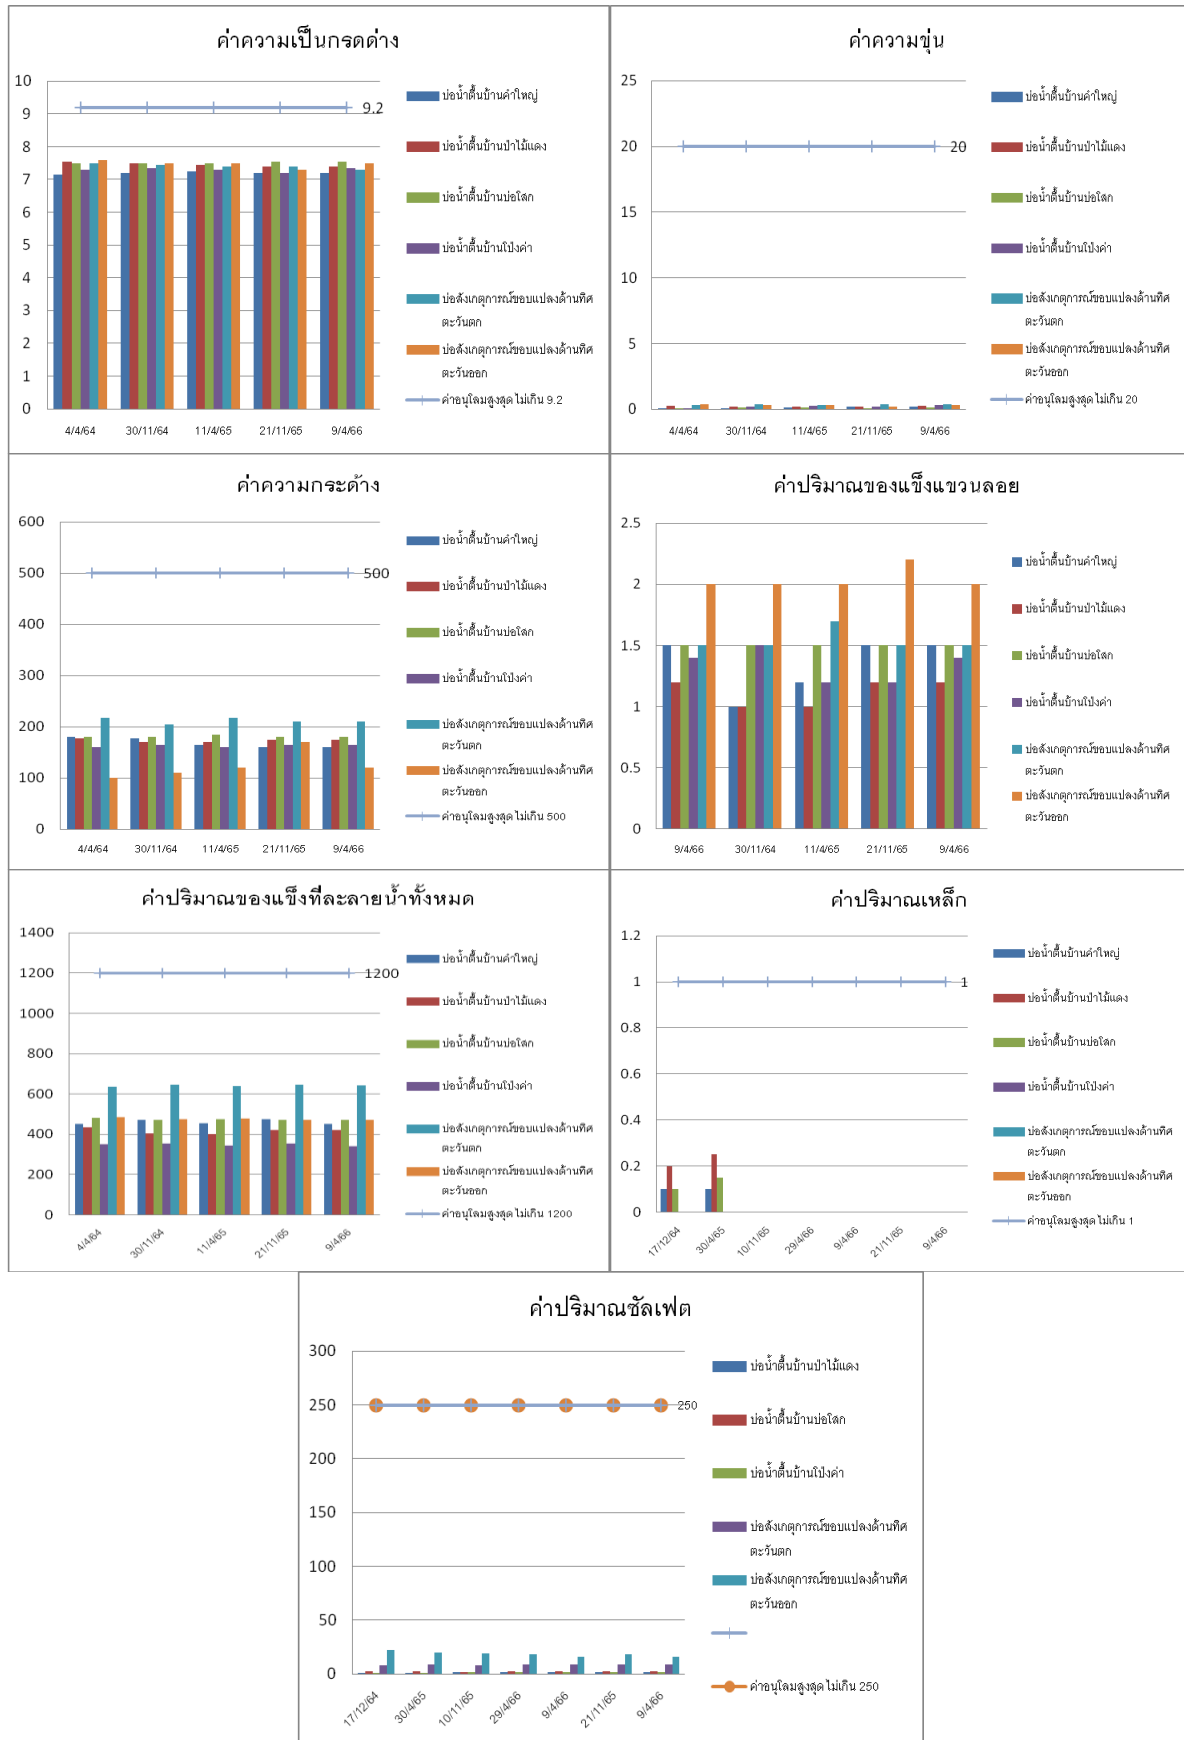 ค่าความเป็นกรดด่าง
10
9
8
7
6
5
4
3
2
1
0
9.2
4/4/64 30/11/64 11/4/65 21/11/65 9/4/66
บ่อน้ำตื้นบ้านคำใหญ่
บ่อน้ำตื้นบ้านป่าไม้แดง
บ่อน้ำตื้นบ้านบ่อโสก
บ่อน้ำตื้นบ้านโป่งค่า
บ่อสังเกตุการณ์ขอบแปลงด้านทิศ
ตะวันตก
บ่อสังเกตุการณ์ขอบแปลงด้านทิศ
ตะวันออก
ค่าอนุโลมสูงสุด ไม่เกิน 9.2
ค่าความขุ่น
25
20
15
10
5
0
20
4/4/64 30/11/64 11/4/65 21/11/65 9/4/66
บ่อน้ำตื้นบ้านคำใหญ่
บ่อน้ำตื้นบ้านป่าไม้แดง
บ่อน้ำตื้นบ้านบ่อโสก
บ่อน้ำตื้นบ้านโป่งค่า
บ่อสังเกตุการณ์ขอบแปลงด้านทิศ
ตะวันตก
บ่อสังเกตุการณ์ขอบแปลงด้านทิศ
ตะวันออก
ค่าอนุโลมสูงสุด ไม่เกิน 20
ค่าความกระด้าง
600
500
400
300
200
100
0
500
4/4/64 30/11/64 11/4/65 21/11/65 9/4/66
บ่อน้ำตื้นบ้านคำใหญ่
บ่อน้ำตื้นบ้านป่าไม้แดง
บ่อน้ำตื้นบ้านบ่อโสก
บ่อน้ำตื้นบ้านโป่งค่า
บ่อสังเกตุการณ์ขอบแปลงด้านทิศ
ตะวันตก
บ่อสังเกตุการณ์ขอบแปลงด้านทิศ
ตะวันออก
ค่าอนุโลมสูงสุด ไม่เกิน 500
ค่าปริมาณของแข็งแขวนลอย
2.5
2
1.5
1
0.5
0
9/4/66 30/11/64 11/4/65 21/11/65 9/4/66
บ่อน้ำตื้นบ้านคำใหญ่
บ่อน้ำตื้นบ้านป่าไม้แดง
บ่อน้ำตื้นบ้านบ่อโสก
บ่อน้ำตื้นบ้านโป่งค่า
บ่อสังเกตุการณ์ขอบแปลงด้านทิศ
ตะวันตก
บ่อสังเกตุการณ์ขอบแปลงด้านทิศ
ตะวันออก
ค่าปริมาณของแข็งที่ละลายน้ำทั้งหมด
1400
1200
1000
800
600
400
200
0
1200
4/4/64 30/11/64 11/4/65 21/11/65 9/4/66
บ่อน้ำตื้นบ้านคำใหญ่
บ่อน้ำตื้นบ้านป่าไม้แดง
บ่อน้ำตื้นบ้านบ่อโสก
บ่อน้ำตื้นบ้านโป่งค่า
บ่อสังเกตุการณ์ขอบแปลงด้านทิศ
ตะวันตก
บ่อสังเกตุการณ์ขอบแปลงด้านทิศ
ตะวันออก
ค่าอนุโลมสูงสุด ไม่เกิน 1200
ค่าปริมาณเหล็ก
1.2
1
0.8
0.6
0.4
0.2
0
1
17/12/64 30/4/65 10/11/65 29/4/66 9/4/66 21/11/65 9/4/66
บ่อน้ำตื้นบ้านคำใหญ่
บ่อน้ำตื้นบ้านป่าไม้แดง
บ่อน้ำตื้นบ้านบ่อโสก
บ่อน้ำตื้นบ้านโป่งค่า
บ่อสังเกตุการณ์ขอบแปลงด้านทิศ
ตะวันตก
บ่อสังเกตุการณ์ขอบแปลงด้านทิศ
ตะวันออก
ค่าอนุโลมสูงสุด ไม่เกิน 1
ค่าปริมาณซัลเฟต
300
250
200
150
100
50
0
250
17/12/64 30/4/65 10/11/65 29/4/66 9/4/66 21/11/65 9/4/66
บ่อน้ำตื้นบ้านป่าไม้แดง
บ่อน้ำตื้นบ้านบ่อโสก
บ่อน้ำตื้นบ้านโป่งค่า
บ่อสังเกตุการณ์ขอบแปลงด้านทิศ
ตะวันตก
บ่อสังเกตุการณ์ขอบแปลงด้านทิศ
ตะวันออก
ค่าอนุโลมสูงสุด ไม่เกิน 250